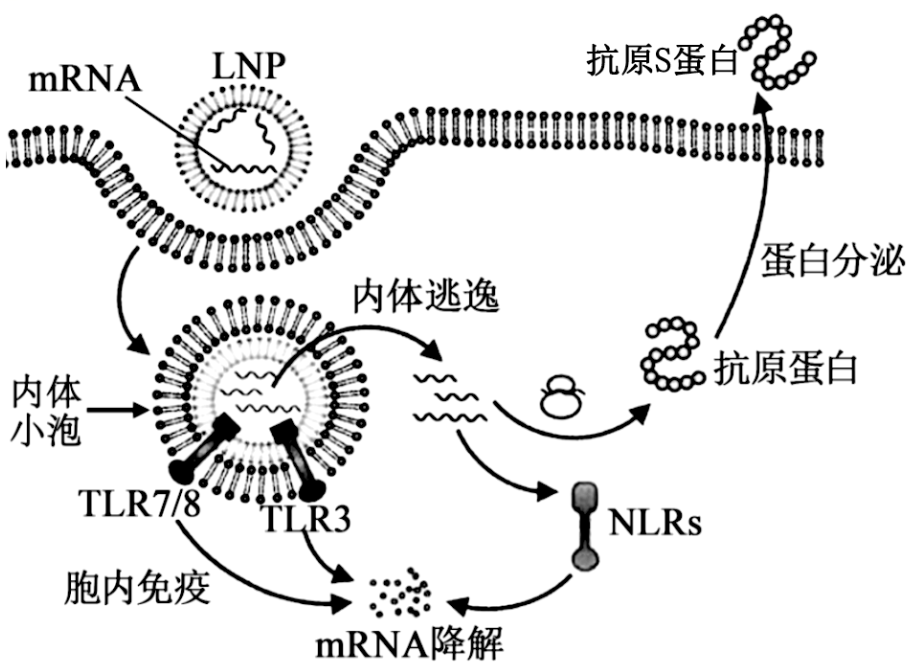 LNP
mRNA
抗原S蛋白
蛋白分泌
内体逃逸
抗原蛋白
内体
小泡
TLR7/8
TLR3
NLRs
胞内免疫
mRNA降解